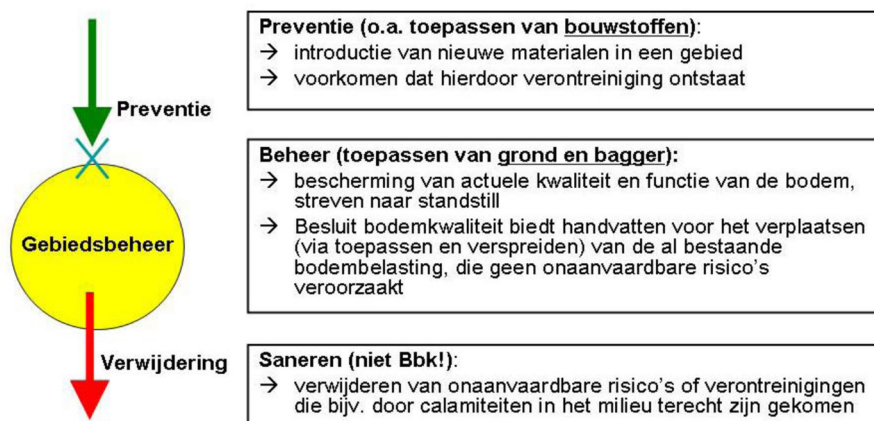 Preventie (o.a. toepassen van bouwstoffen):
→ introductie van nieuwe materialen in een gebied
→ voorkomen dat hierdoor verontreiniging ontstaat
Preventie
Beheer (toepassen van grond en bagger):
→ bescherming van actuele kwaliteit en functie van de bodem,
streven naar standstill
→ Besluit bodemkwaliteit biedt handvatten voor het verplaatsen
(via toepassen en verspreiden) van de al bestaande
bodembelasting, die geen onaanvaardbare risico's
veroorzaakt
Gebiedsbeheer
Verwijdering
Saneren (niet Bbk!):
→ verwijderen van onaanvaardbare risico's of verontreinigingen
die bijv. door calamiteiten in het milieu terecht zijn gekomen